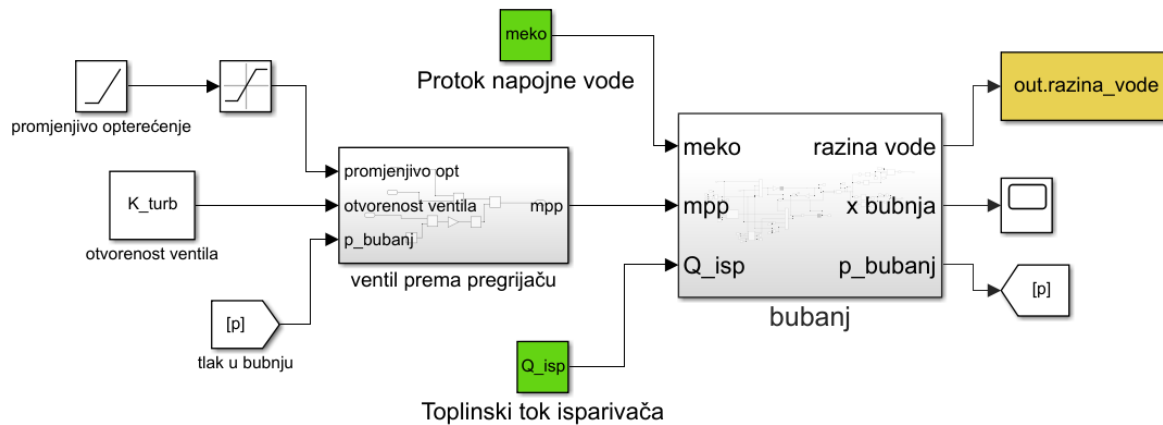 meko
Protok napojne vode
promjenjivo opterećenje
K_turb
otvorenost ventila
[p]
tlak u bubnju
promjenjivo opt
otvorenost ventila
p_bubanj
mpp
ventil prema pregrijaču
Q_isp
Toplinski tok isparivača
meko
mpp
Q_isp
razina vode
x bubnja
p_bubanj
bubanj
out.razina_vode
[p]